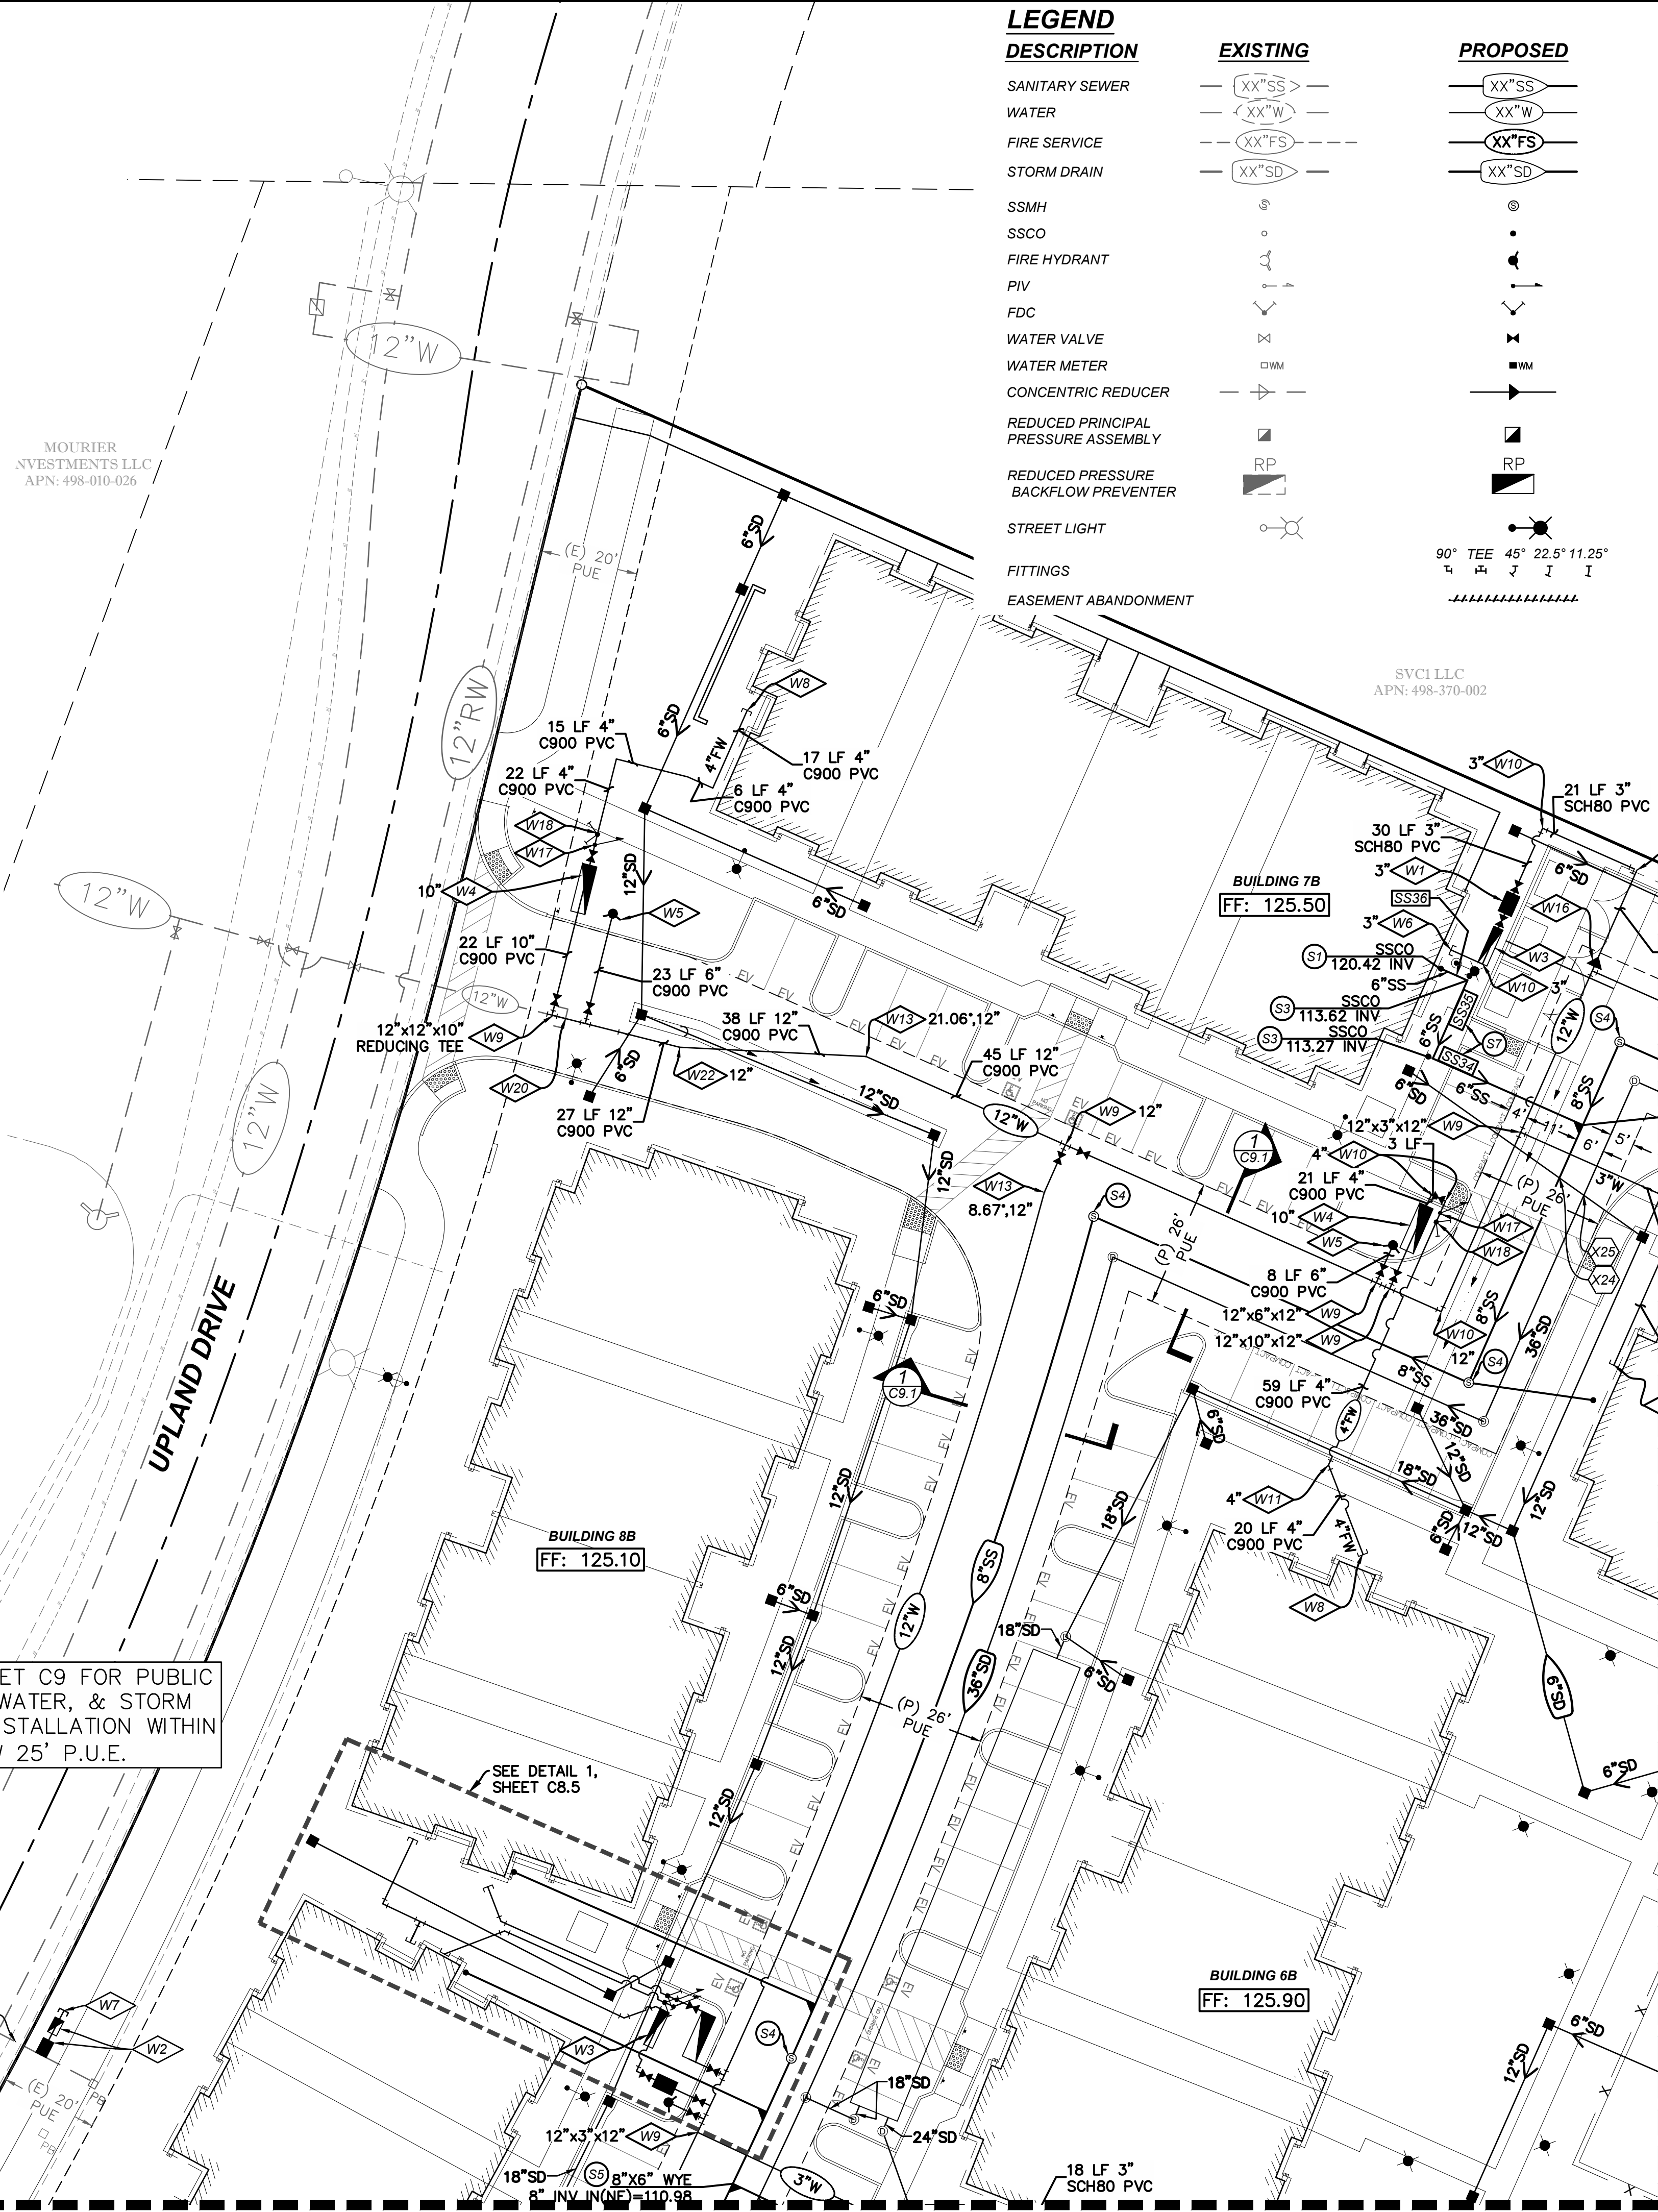 LEGEND
DESCRIPTION EXISTING PROPOSED
SANITARY SEWER XX"SS XX"SS
WATER XX"W XX"W
FIRE SERVICE XX"FS XX"FS
STORM DRAIN XX"SD XX"SD
SSMH S S
SSCO
FIRE HYDRANT
PIV
FDC
WATER VALVE
WATER METER WM WM
CONCENTRIC REDUCER
REDUCED PRINCIPAL
PRESSURE ASSEMBLY
REDUCED PRESSURE RP RP
BACKFLOW PREVENTER
STREET LIGHT
90° TEE 45° 22.5° 11.25°
FITTINGS
EASEMENT ABANDONMENT
12"W
MOURIER
NVESTMENTS LLC
APN: 498-010-026
6"SD
(E) 20'
PUE
SVC1 LLC
APN: 498-370-002
12"RW
W8
6"SD
15 LF 4"
C900 PVC
4"FW
17 LF 4"
C900 PVC
22 LF 4"
C900 PVC
6 LF 4"
C900 PVC
3" W10
21 LF 3"
SCH80 PVC
W18
W17
30 LF 3"
SCH80 PVC
6"SD
3" W1
10" W4
12"SD
6"SD
BUILDING 7B
FF: 125.50
SS36
W16
12"W
W5
3" W6
22 LF 10"
C900 PVC
SSCO
S1 120.42 INV
W3
23 LF 6"
C900 PVC
6"SS
W10 3"
12"W
SSCO
S3 113.62 INV
SS35
12"W
S4
12"x12"x10"
REDUCING TEE
W9
38 LF 12"
C900 PVC
W13 21.06°,12"
SSCO
S3 113.27 INV
6"SS
S7
SS34
45 LF 12"
C900 PVC
W20
6"SD
W22 12"
6"SD
6"SS
8"SS
12"SD
27 LF 12"
C900 PVC
12"W
NO
PARKING
W9 12"
12"x3"x12" W9
4'
11'
6'
5'
12"W
1
C9.1
4" W10
3 LF
3"W
12"SD
W13
8.67°,12"
S4
21 LF 4"
C900 PVC
(P) 26'
PUE
10" W4
W17
W5
W18
X25
X24
(P) 26'
PUE
8 LF 6"
C900 PVC
6"SD
12"x6"x12" W9
12"x10"x12" W9
8"SS
W10
12"
36"SD
UPLAND DRIVE
S4
8"SS
1
C9.1
59 LF 4"
C900 PVC
4"FW
COMPACT COMPACT COMPACT COMPACT
6"SD
36"SD
12"SD
18"SD
12"SD
18"SD
12"SD
4" W11
20 LF 4"
C900 PVC
4"FW
6"SD
12"SD
BUILDING 8B
FF: 125.10
8"SS
W8
6"SD
12"W
12"SD
18"SD
6"SD
36"SD
6"SD
ET C9 FOR PUBLIC
WATER, & STORM
STALLATION WITHIN
25' P.U.E.
(P) 26'
PUE
SEE DETAIL 1,
SHEET C8.5
12"SD
6"SD
EV
NO
PARKING
BUILDING 6B
FF: 125.90
W7
W2
W3
S4
6"SD
12"SD
(E) 20'
PUE
PB
PB
18"SD
12"x3"x12" W9
24"SD
18"SD
S5 8"X6" WYE
8" INV IN(NE)=110.98
3"W
18 LF 3"
SCH80 PVC